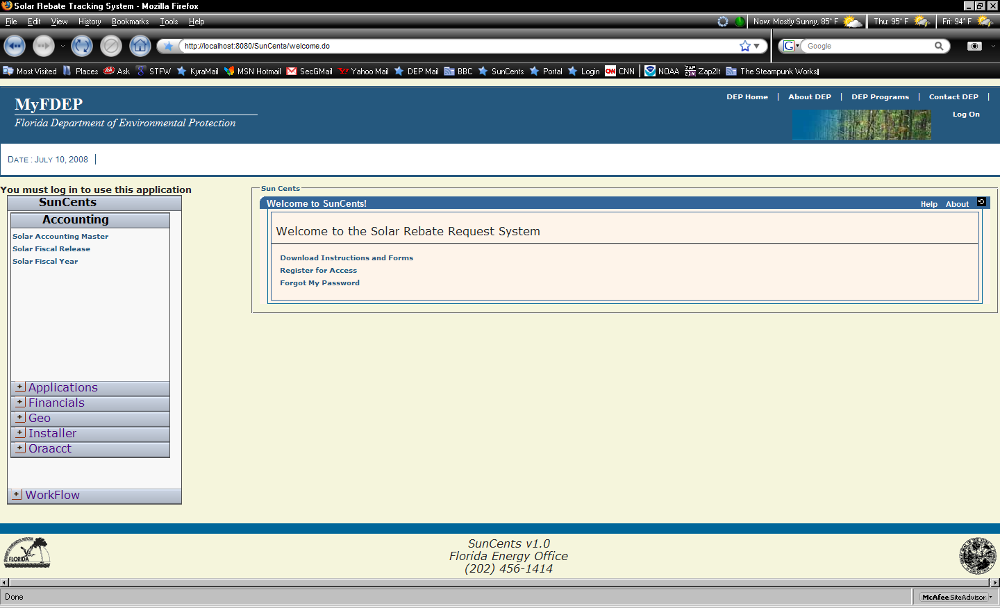 Solar Rebate Tracking System - Mozilla Firefox
File Edit View History Bookmarks Tools Help
Now: Mostly Sunny, 85° F Thu: 95° F Fri: 94° F
http://localhost:8080/SunCents/welcome.do
G Google
Most Visited Places Ask STFW KyraMail MSN Hotmail SecGMail Yahoo Mail DEP Mail BBC SunCents Portal Login CNN NOAA Zap2It The Steampunk Works
DEP Home | About DEP | DEP Programs | Contact DEP |
MyFDEP
Log On
Florida Department of Environmental Protection
DATE : JULY 10, 2008
You must log in to use this application
Sun Cents
SunCents
Welcome to SunCents!
Help About
Accounting
Solar Accounting Master
Solar Fiscal Release
Solar Fiscal Year
Welcome to the Solar Rebate Request System
Download Instructions and Forms
Register for Access
Forgot My Password
+ Applications
+ Financials
+ Geo
+ Installer
+ Oraacct
+ WorkFlow
FLORIDA
SunCents v1.0
Florida Energy Office
(202) 456-1414
Done
McAfee SiteAdvisor